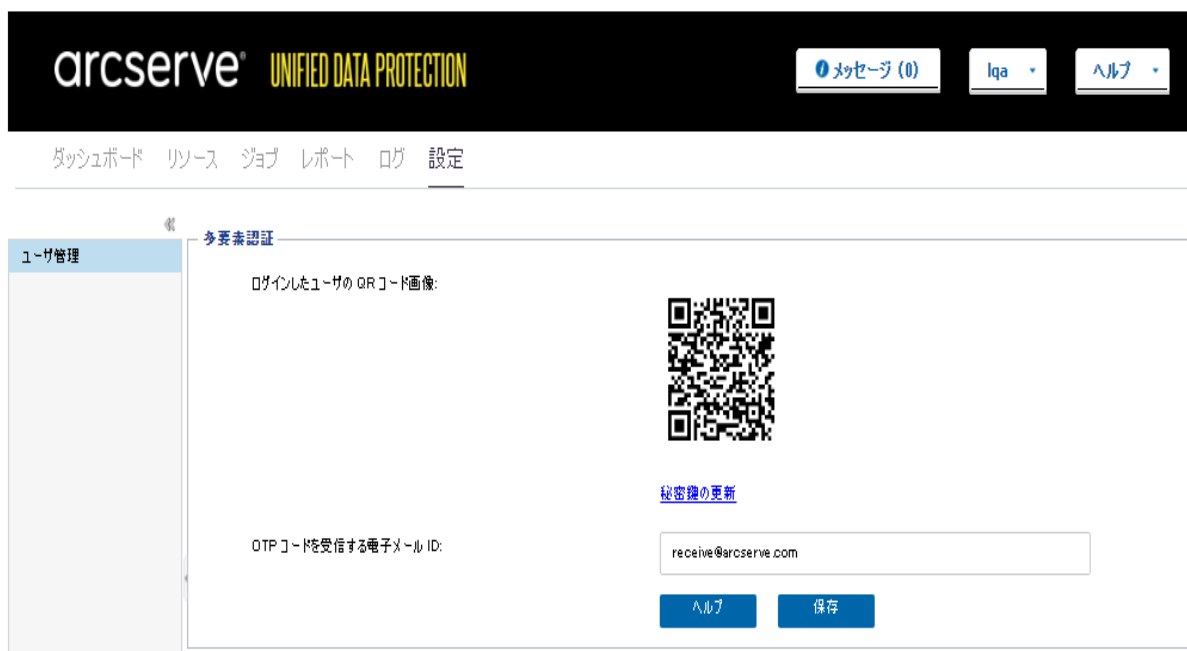 arcserve® UNIFIED DATA PROTECTION
メッセージ (0)
lqa
ヘルプ
ダッシュボード リソース ジョブ レポート ログ 設定
ユーザ管理
多要素認証
ログインしたユーザの QR コード画像:
秘密鍵の更新
OTP コードを受信する電子メール ID:
receive@arcserve.com
ヘルプ
保存